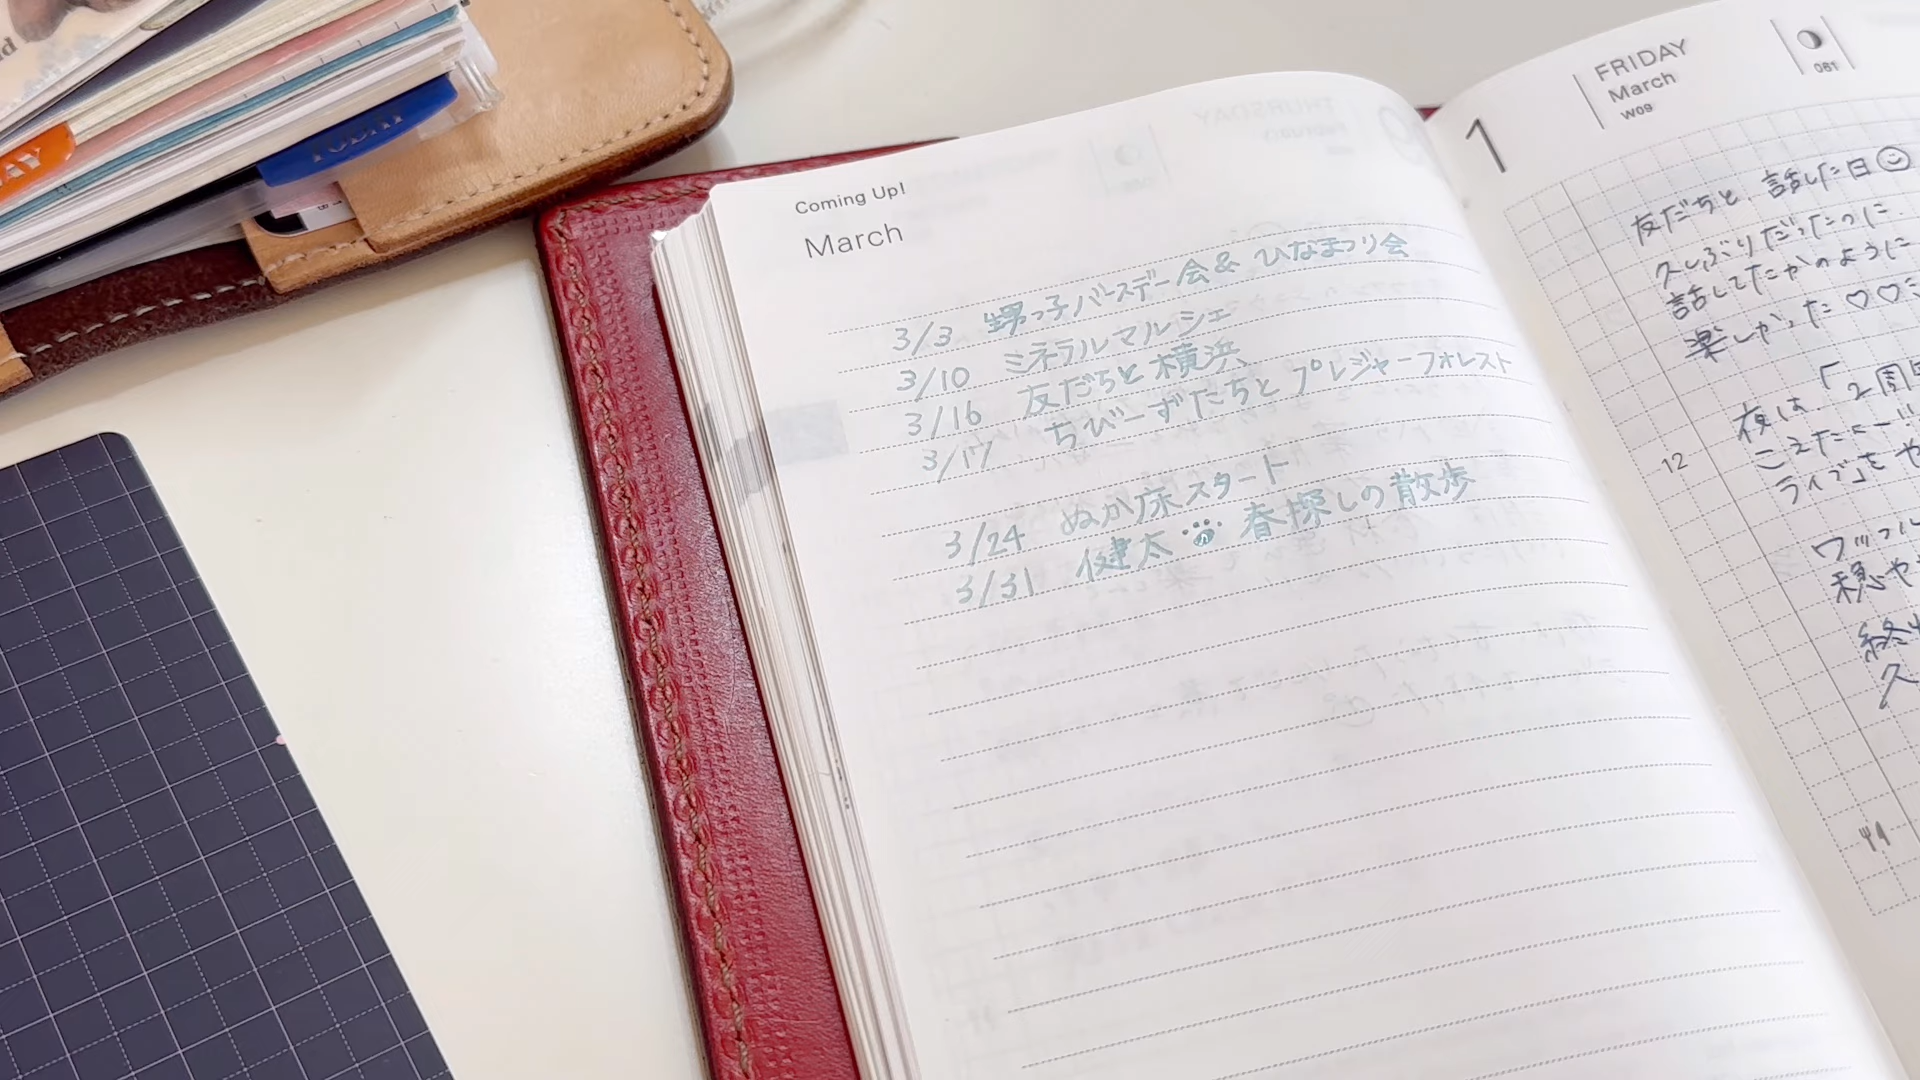 AY
TODAY
Coming Up!
March
3/3 甥っ子バースデー会& ひなまつり会
3/10 ミネラルマルシェ
3/16 友だちと横浜
3/17 ちびーずたちと プレジャーフォレスト
3/24 ぬか床スタート
3/31 健太 春探しの散歩
1
FRIDAY
March
W09
061
友だちと、話した日
久しぶりだったのに、
話してたかのように
楽しかった♡♡
「2周
夜は、
こえた
ライブ」を
12
ワッフル
穏や
終
久